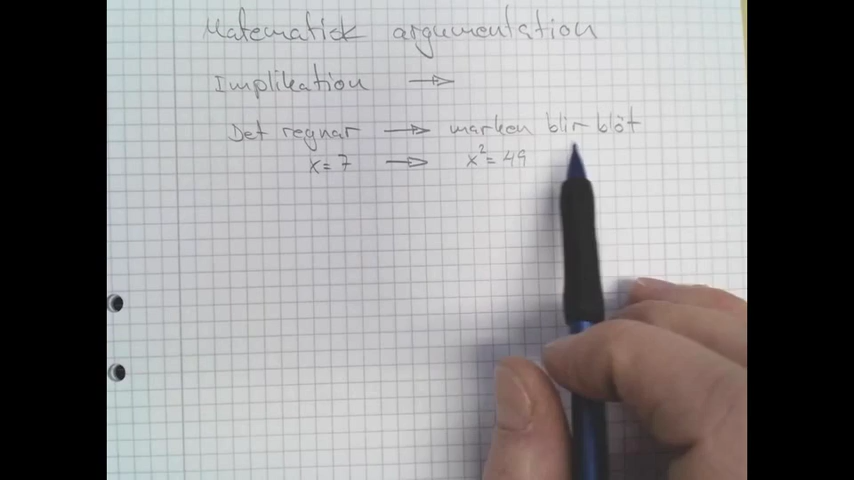 Matematisk argumentation
Implikation ⇒
Det regnar ⇒ marken blir blöt
x = 7 ⇒ x² = 49